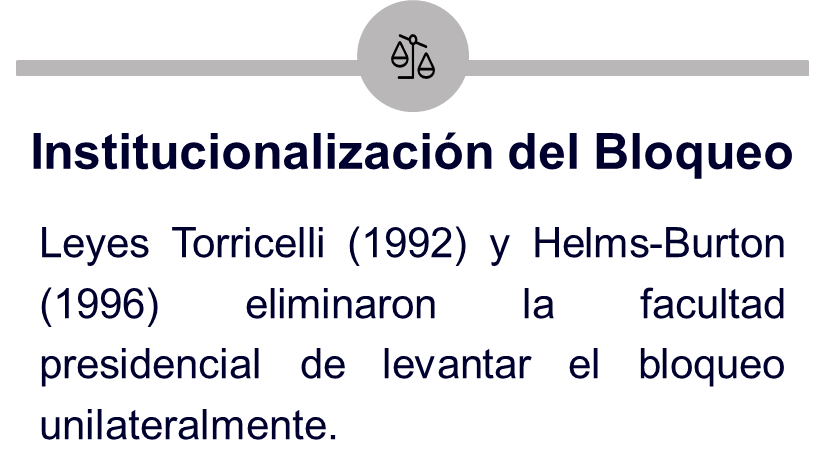 Institucionalización del Bloqueo
Leyes Torricelli (1992) y Helms-Burton
(1996) eliminaron la facultad
presidencial de levantar el bloqueo
unilateralmente.